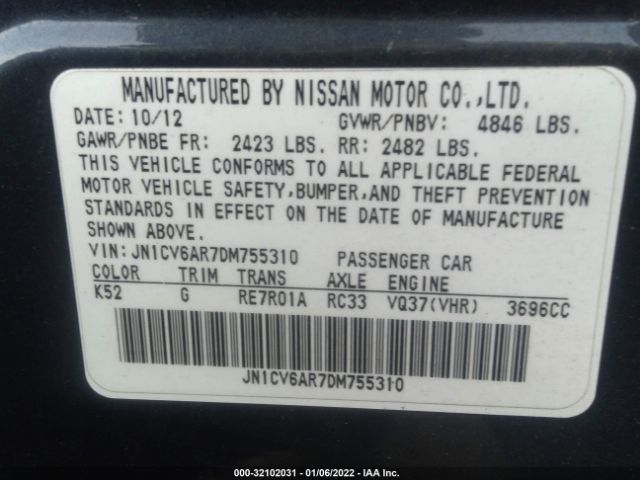 MANUFACTURED BY NISSAN MOTOR CO.,LTD.
DATE: 10/12 GVWR/PNBV: 4846 LBS.
GAWR/PNBE FR: 2423 LBS. RR: 2482 LBS.
THIS VEHICLE CONFORMS TO ALL APPLICABLE FEDERAL
MOTOR VEHICLE SAFETY,BUMPER,AND THEFT PREVENTION
STANDARDS IN EFFECT ON THE DATE OF MANUFACTURE
SHOWN ABOVE.
VIN:JN1CV6AR7DM755310 PASSENGER CAR
COLOR TRIM TRANS AXLE ENGINE
K52 G RE7R01A RC33 VQ37(VHR) 3696CC
JN1CV6AR7DM755310
000-32102031 - 01/06/2022 - IAA Inc.